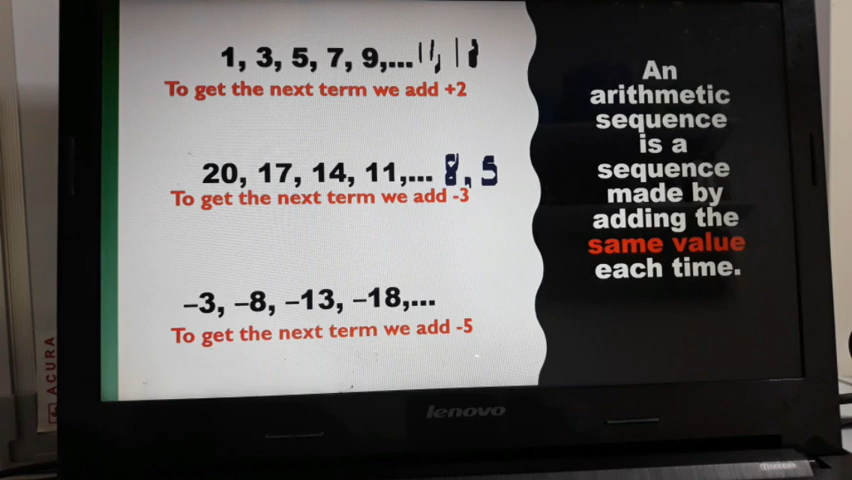 1, 3, 5, 7, 9,... 11,
To get the next term we add +2
20, 17, 14, 11,... 8, 5
To get the next term we add -3
–3, –8, –13, –18,...
To get the next term we add -5
An
arithmetic
sequence
is a
sequence
made by
adding the
same value
each time.
ACURA
lenovo